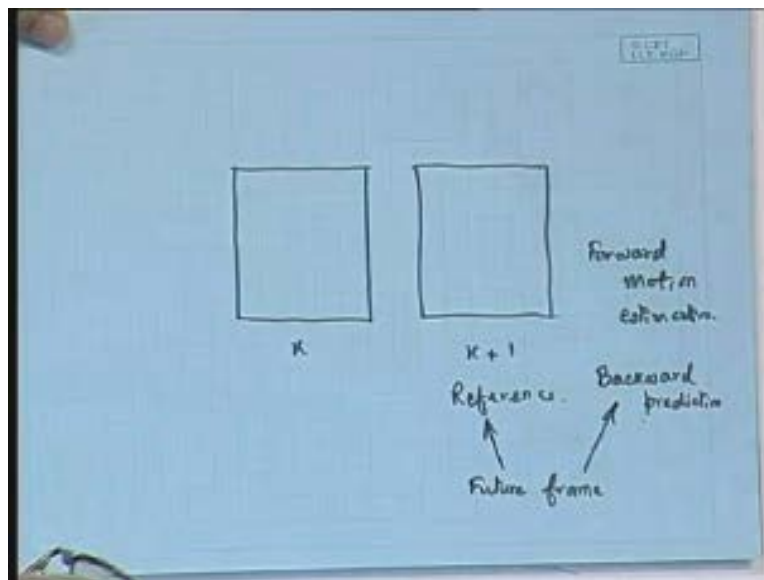 Forward
motion
estimation.
K
K + 1
Reference.
Backward
prediction
Future frame